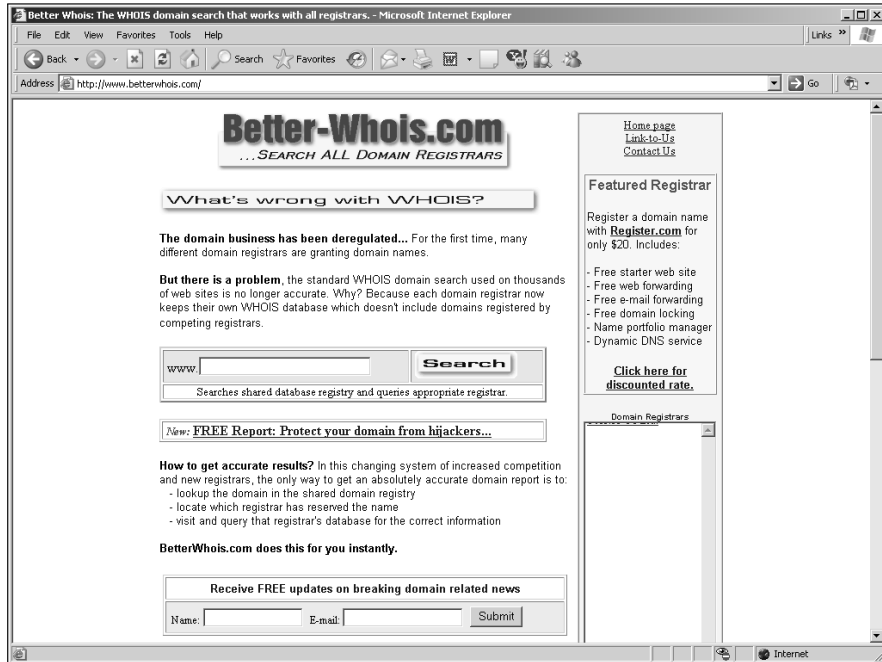 Better Whois: The WHOIS domain search that works with all registrars. - Microsoft Internet Explorer
File Edit View Favorites Tools Help
Links »
Back Search Favorites
Address http://www.betterwhois.com/
Go
Better-Whois.com
...SEARCH ALL DOMAIN REGISTRARS
What's wrong with WHOIS?
The domain business has been deregulated... For the first time, many
different domain registrars are granting domain names.
But there is a problem, the standard WHOIS domain search used on thousands
of web sites is no longer accurate. Why? Because each domain registrar now
keeps their own WHOIS database which doesn't include domains registered by
competing registrars.
www.
Search
Searches shared database registry and queries appropriate registrar.
New: FREE Report: Protect your domain from hijackers...
How to get accurate results? In this changing system of increased competition
and new registrars, the only way to get an absolutely accurate domain report is to:
- lookup the domain in the shared domain registry
- locate which registrar has reserved the name
- visit and query that registrar's database for the correct information
BetterWhois.com does this for you instantly.
Receive FREE updates on breaking domain related news
Name: E-mail: Submit
Home page
Link-to-Us
Contact Us
Featured Registrar
Register a domain name
with Register.com for
only $20. Includes:
- Free starter web site
- Free web forwarding
- Free e-mail forwarding
- Free domain locking
- Name portfolio manager
- Dynamic DNS service
Click here for
discounted rate.
Domain Registrars
Internet